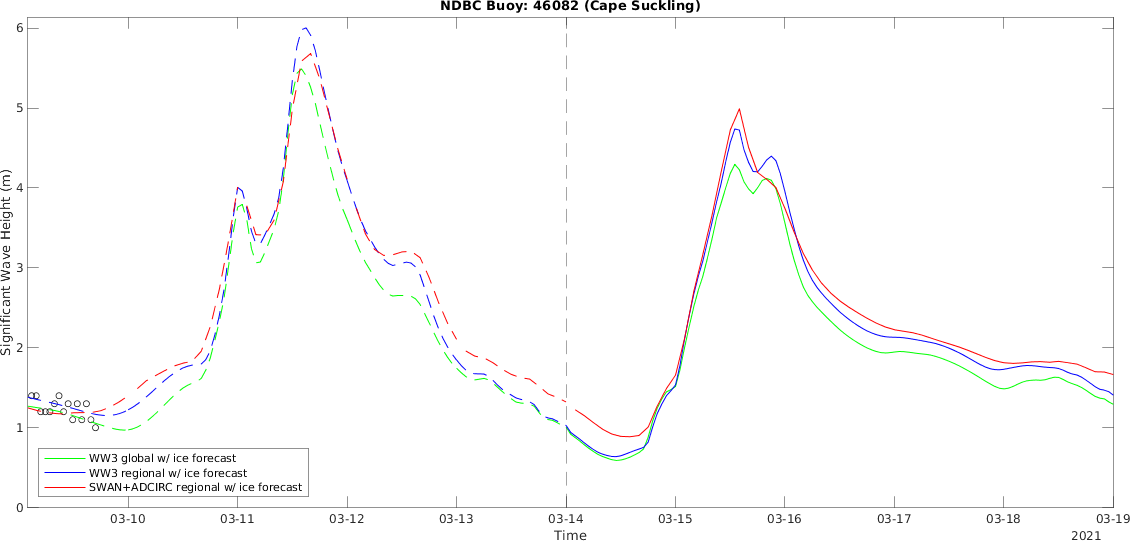 NDBC Buoy: 46082 (Cape Suckling)
6
5
4
3
2
1
0
Significant Wave Height (m)
WW3 global w/ ice forecast
WW3 regional w/ ice forecast
SWAN+ADCIRC regional w/ ice forecast
03-10 03-11 03-12 03-13 03-14 03-15 03-16 03-17 03-18 03-19
Time
2021